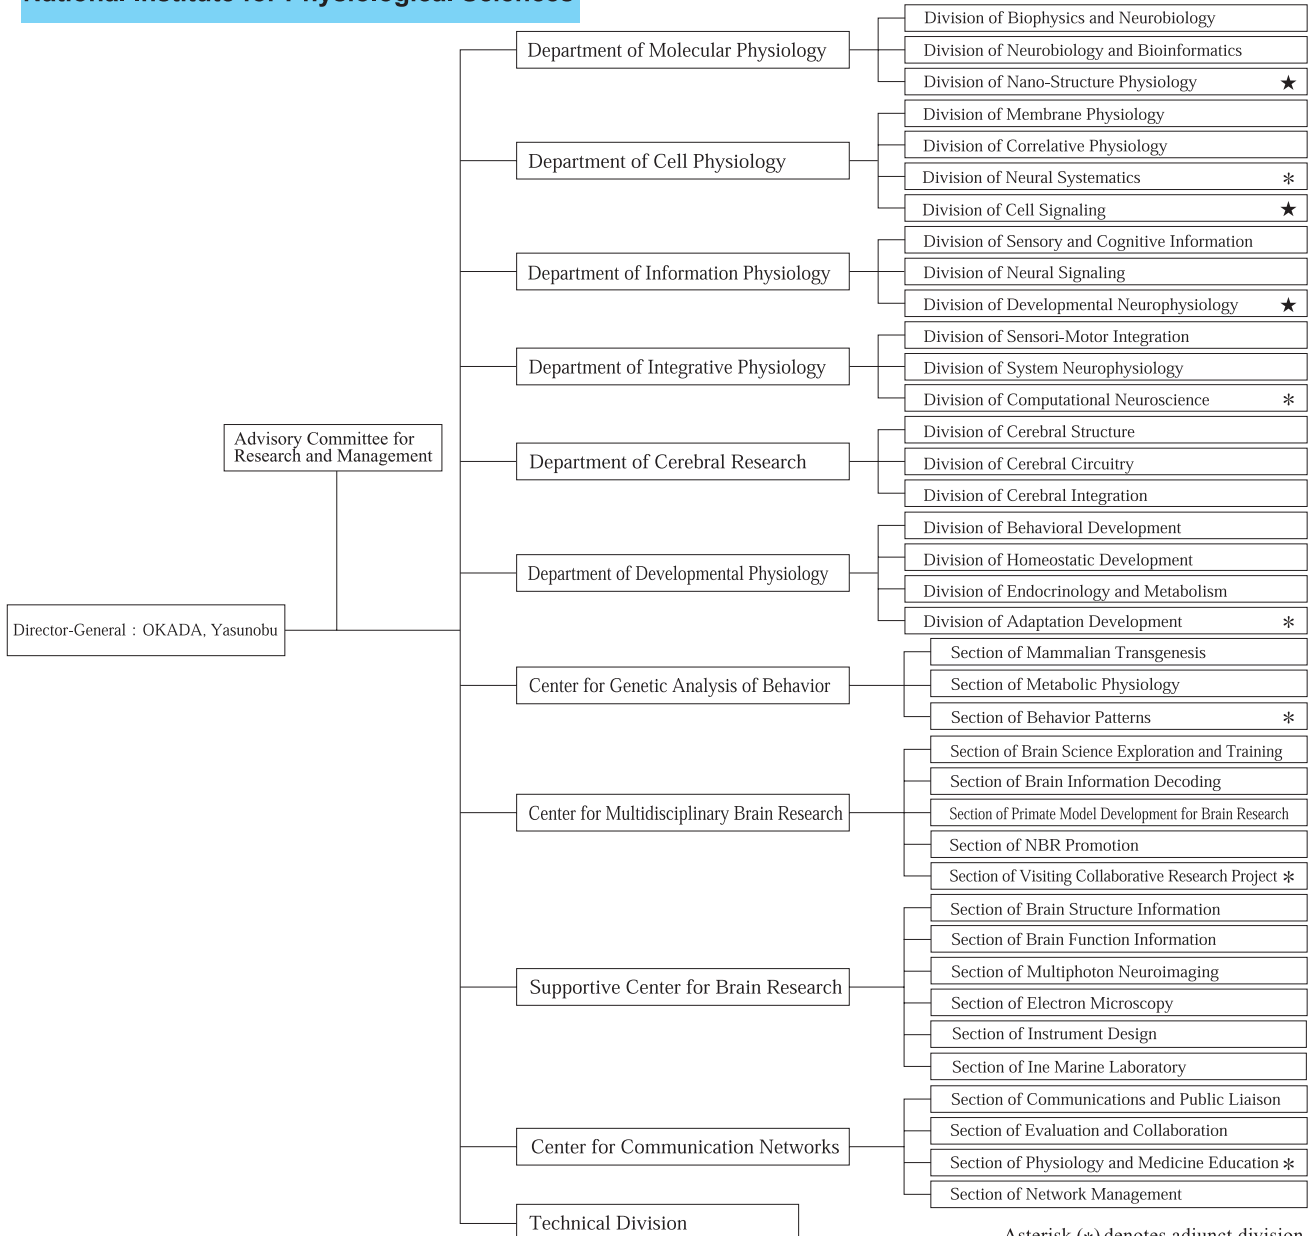 National Institute for Physiological Sciences
Director-General : OKADA, Yasunobu
Advisory Committee for
Research and Management
Department of Molecular Physiology
Division of Biophysics and Neurobiology
Division of Neurobiology and Bioinformatics
Division of Nano-Structure Physiology ★
Department of Cell Physiology
Division of Membrane Physiology
Division of Correlative Physiology
Division of Neural Systematics *
Division of Cell Signaling ★
Department of Information Physiology
Division of Sensory and Cognitive Information
Division of Neural Signaling
Division of Developmental Neurophysiology ★
Department of Integrative Physiology
Division of Sensori-Motor Integration
Division of System Neurophysiology
Division of Computational Neuroscience *
Department of Cerebral Research
Division of Cerebral Structure
Division of Cerebral Circuitry
Division of Cerebral Integration
Department of Developmental Physiology
Division of Behavioral Development
Division of Homeostatic Development
Division of Endocrinology and Metabolism
Division of Adaptation Development *
Center for Genetic Analysis of Behavior
Section of Mammalian Transgenesis
Section of Metabolic Physiology
Section of Behavior Patterns *
Center for Multidisciplinary Brain Research
Section of Brain Science Exploration and Training
Section of Brain Information Decoding
Section of Primate Model Development for Brain Research
Section of NBR Promotion
Section of Visiting Collaborative Research Project *
Supportive Center for Brain Research
Section of Brain Structure Information
Section of Brain Function Information
Section of Multiphoton Neuroimaging
Section of Electron Microscopy
Section of Instrument Design
Section of Ine Marine Laboratory
Center for Communication Networks
Section of Communications and Public Liaison
Section of Evaluation and Collaboration
Section of Physiology and Medicine Education *
Section of Network Management
Technical Division
Asterisk (*) denotes adjunct division